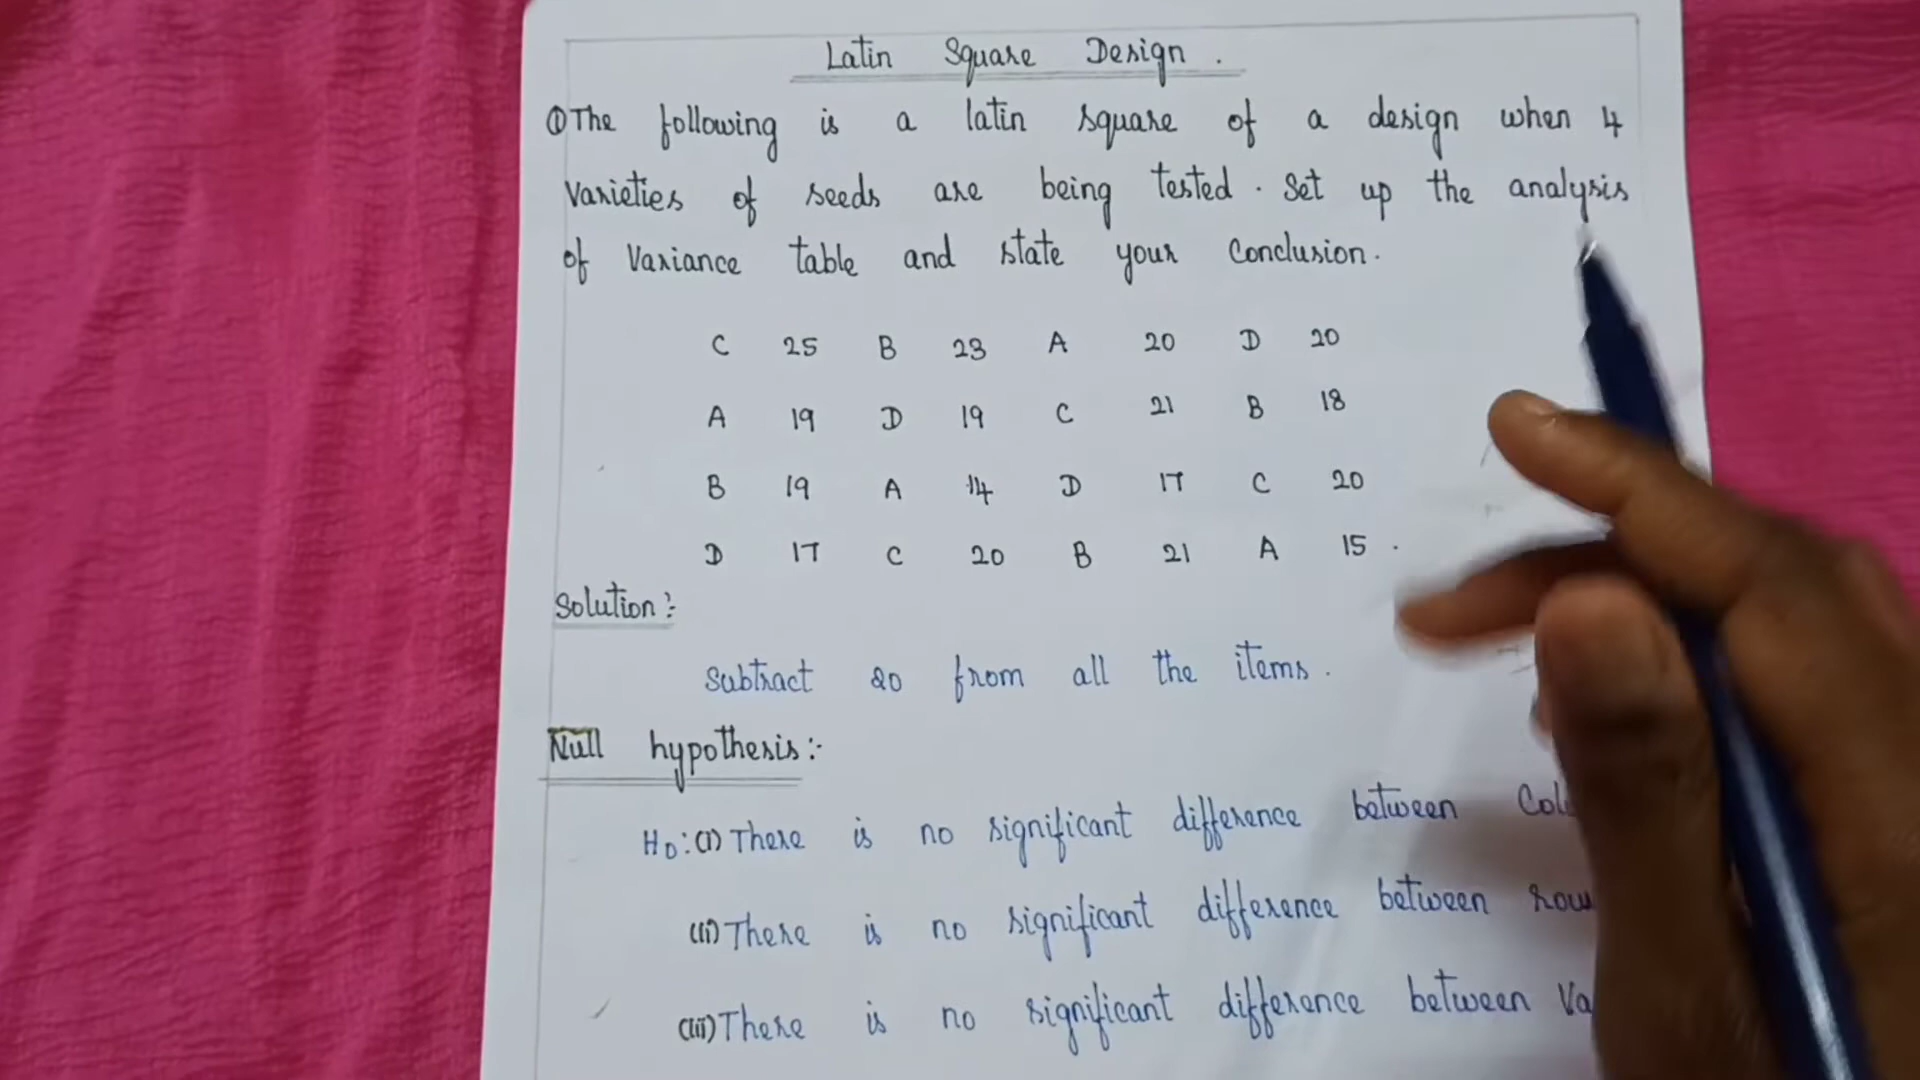 Latin Square Design.
① The following is a latin square of a design when 4
Varieties of seeds are being tested. Set up the analysis
of Variance table and state your Conclusion.
C 25 B 23 A 20 D 20
A 19 D 19 C 21 B 18
B 19 A 14 D 17 C 20
D 17 C 20 B 21 A 15.
Solution:-
Subtract 20 from all the items.
Null hypothesis:-
H0: (i) There is no significant difference between
(ii) There is no significant difference between
(iii) There is no significant difference between